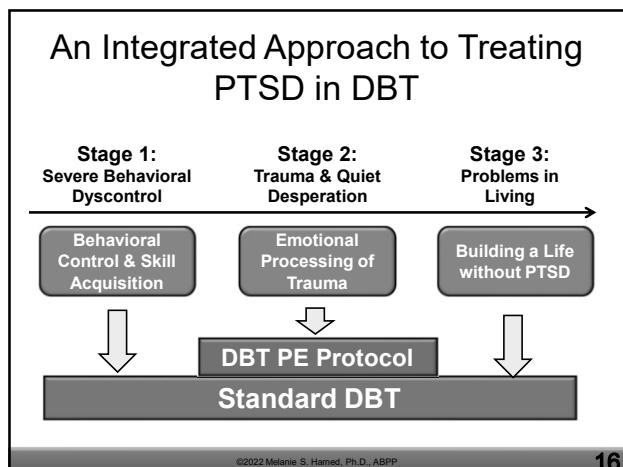 An Integrated Approach to Treating
PTSD in DBT
Stage 1:
Severe Behavioral
Dyscontrol
Stage 2:
Trauma & Quiet
Desperation
Stage 3:
Problems in
Living
Behavioral
Control & Skill
Acquisition
Emotional
Processing of
Trauma
Building a Life
without PTSD
DBT PE Protocol
Standard DBT
©2022 Melanie S. Harned, Ph.D., ABPP
16